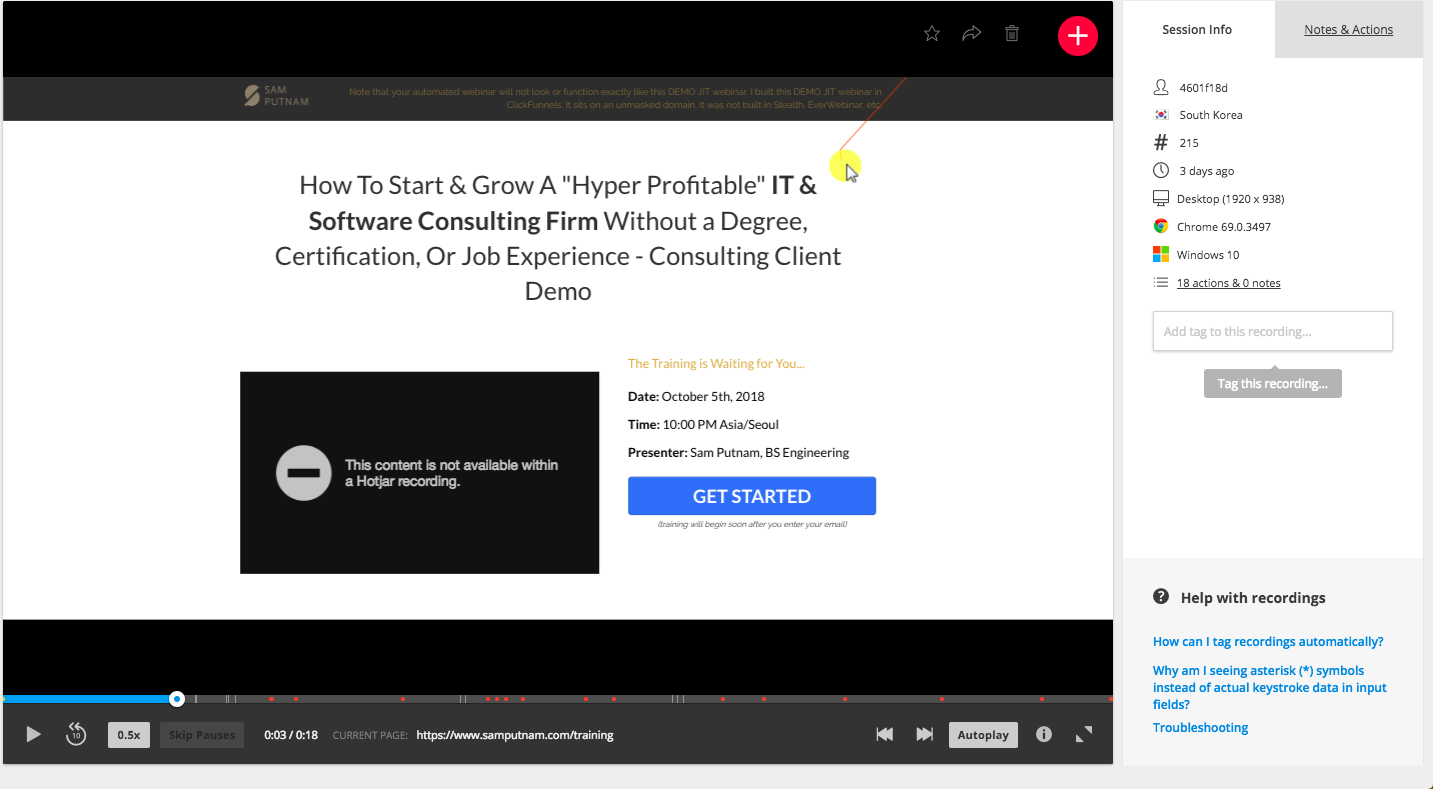 Session Info
Notes & Actions
SAM
PUTNAM
Note that your automated webinar will not look or function exactly like this DEMO JIT webinar. I built this DEMO JIT webinar in
ClickFunnels. It sits on an unmasked domain. It was not built in Stealth, EverWebinar, etc.
How To Start & Grow A "Hyper Profitable" IT &
Software Consulting Firm Without a Degree,
Certification, Or Job Experience - Consulting Client
Demo
This content is not available within
a Hotjar recording.
The Training is Waiting for You...
Date: October 5th, 2018
Time: 10:00 PM Asia/Seoul
Presenter: Sam Putnam, BS Engineering
GET STARTED
(training will begin soon after you enter your email)
10
0.5x
Skip Pauses
0:03 / 0:18
CURRENT PAGE:
https://www.samputnam.com/training
Autoplay
4601f18d
South Korea
# 215
3 days ago
Desktop (1920 x 938)
Chrome 69.0.3497
Windows 10
18 actions & 0 notes
Add tag to this recording...
Tag this recording...
Help with recordings
How can I tag recordings automatically?
Why am I seeing asterisk (*) symbols
instead of actual keystroke data in input
fields?
Troubleshooting